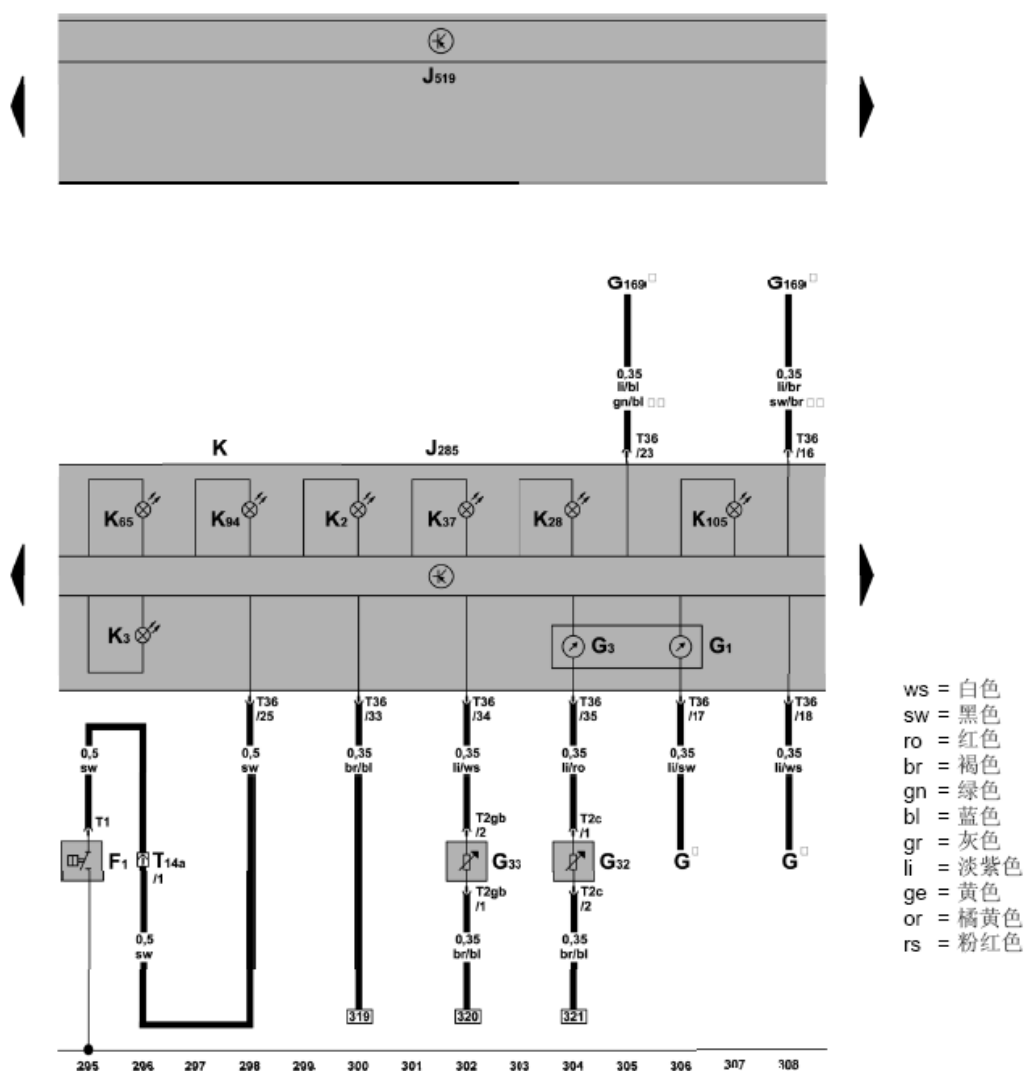 J519
G169 G169
0,35 0,35
li/bl li/br
gn/bl sw/br
T36 T36
/23 /16
K J285
K65 K94 K2 K37 K28 K105
K3 G3 G1
T36 T36 T36 T36 T36 T36
/25 /33 /34 /35 /17 /18
0,5 0,5 0,35 0,35 0,35 0,35 0,35
sw sw br/bl li/ws li/ro li/sw li/ws
T1 T2gb T2c
/2 /1
F1 T14a G33 G32 G G
/1
T2gb T2c
/1 /2
0,5 0,35 0,35
sw br/bl br/bl
319 320 321
295 296 297 298 299 300 301 302 303 304 305 306 307 308
ws = 白色
sw = 黑色
ro = 红色
br = 褐色
gn = 绿色
bl = 蓝色
gr = 灰色
li = 淡紫色
ge = 黄色
or = 橘黄色
rs = 粉红色